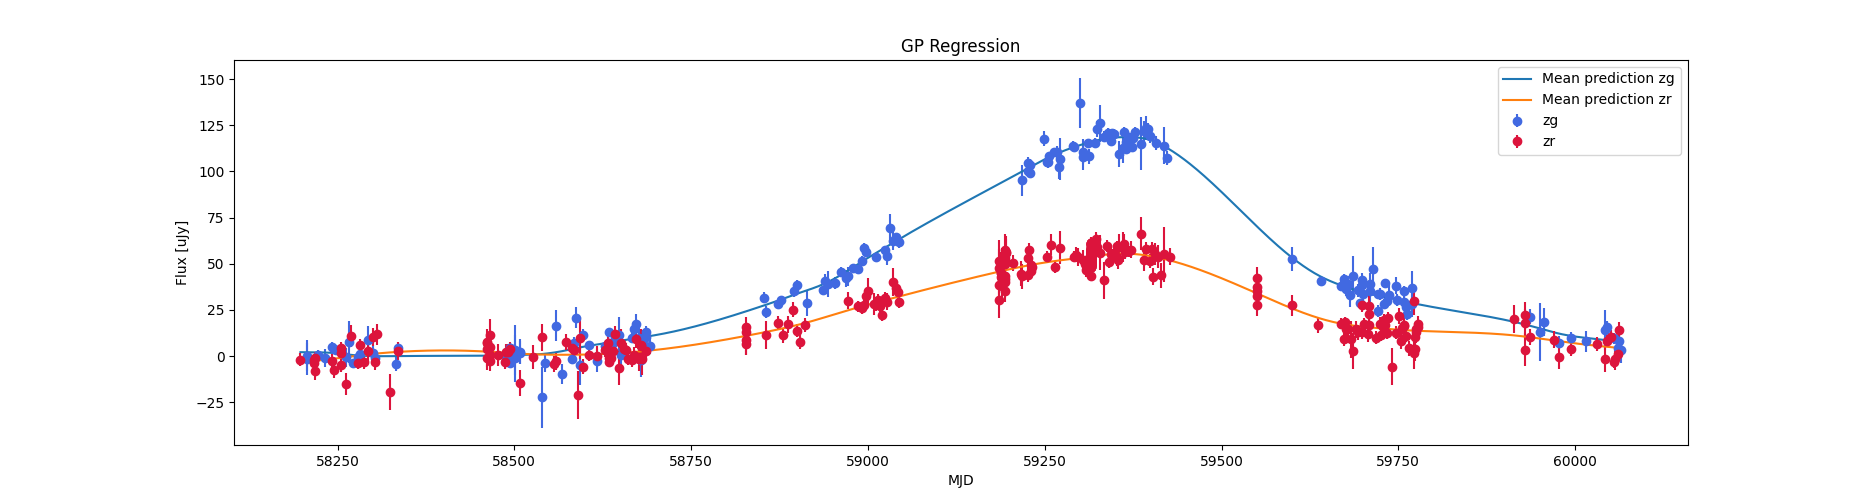 GP Regression
150
125
100
75
50
25
0
−25
Flux [uJy]
58250
58500
58750
59000
59250
59500
59750
60000
MJD
Mean prediction zg
Mean prediction zr
zg
zr